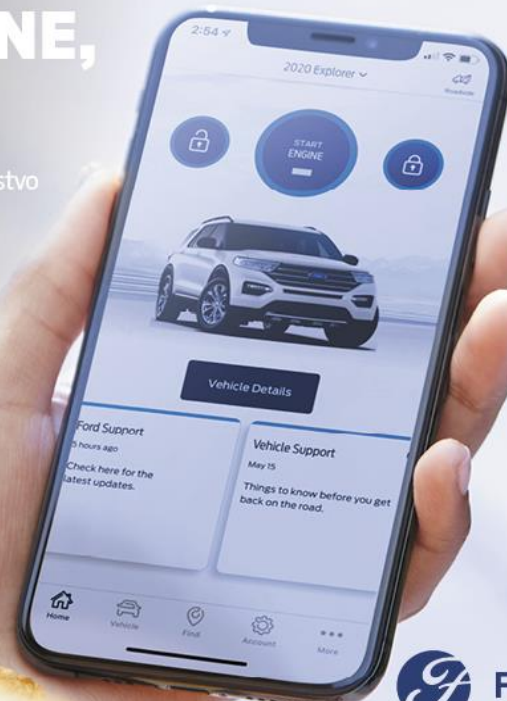 NE,
stvo
2:54
2020 Explorer
Roadside
START
ENGINE
Vehicle Details
Ford Support
5 hours ago
Check here for the
latest updates.
Vehicle Support
May 15
Things to know before you get
back on the road.
Home
Vehicle
Find
Account
More
F